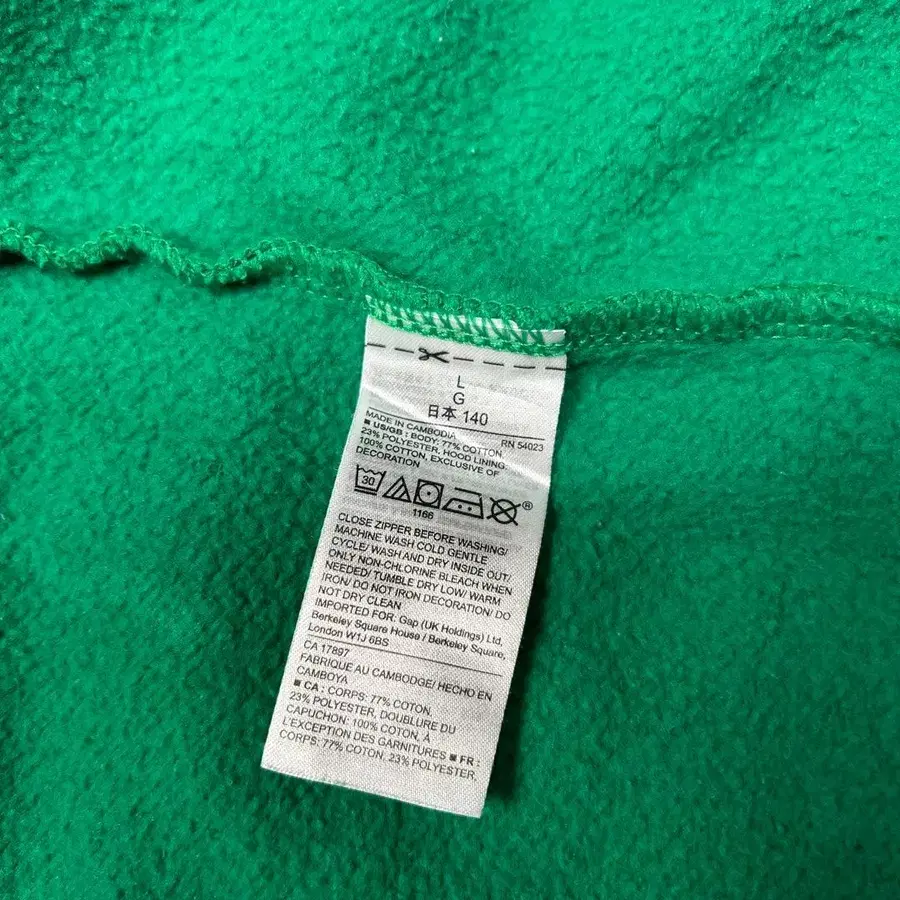 L
G
日本 140
MADE IN CAMBODIA RN 54023
■ US/GB : BODY: 77% COTTON,
23% POLYESTER, HOOD LINING:
100% COTTON, EXCLUSIVE OF
DECORATION
30 ®
1166
CLOSE ZIPPER BEFORE WASHING/
MACHINE WASH COLD GENTLE
CYCLE/ WASH AND DRY INSIDE OUT/
ONLY NON-CHLORINE BLEACH WHEN
NEEDED/ TUMBLE DRY LOW/ WARM
IRON/ DO NOT IRON DECORATION/ DO
NOT DRY CLEAN
IMPORTED FOR: Gap (UK Holdings) Ltd,
Berkeley Square House / Berkeley Square,
London W1J 6BS
CA 17897
FABRIQUE AU CAMBODGE/ HECHO EN
CAMBOYA
■ CA : CORPS: 77% COTON,
23% POLYESTER, DOUBLURE DU
CAPUCHON: 100% COTON, À
L'EXCEPTION DES GARNITURES ■ FR :
CORPS: 77% COTON, 23% POLYESTER,